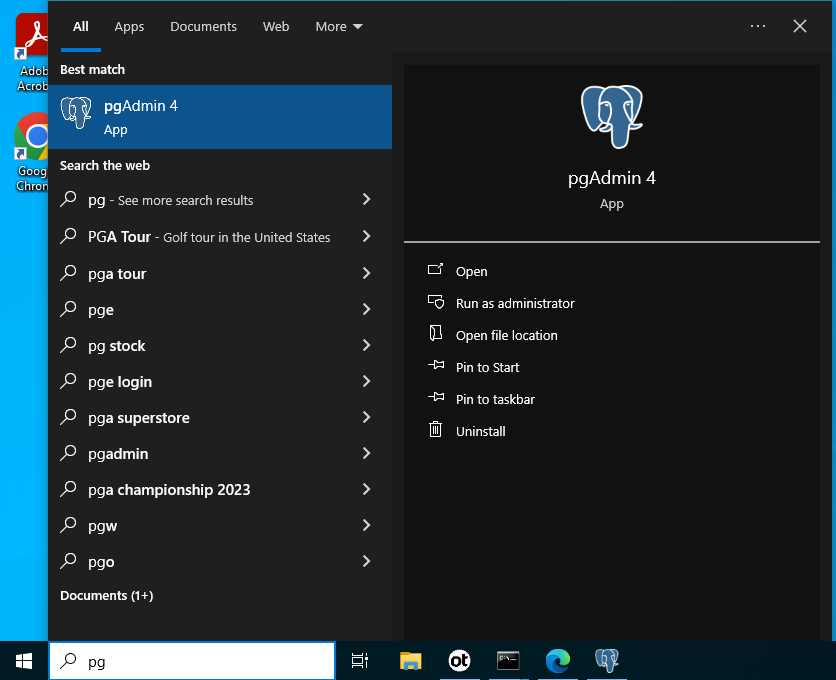 All Apps Documents Web More
Adob
Acrob
Goog
Chron
Best match
pgAdmin 4
App
Search the web
pg - See more search results
PGA Tour - Golf tour in the United States
pga tour
pge
pg stock
pge login
pga superstore
pgadmin
pga championship 2023
pgw
pgo
Documents (1+)
pgAdmin 4
App
Open
Run as administrator
Open file location
Pin to Start
Pin to taskbar
Uninstall
pg
ot